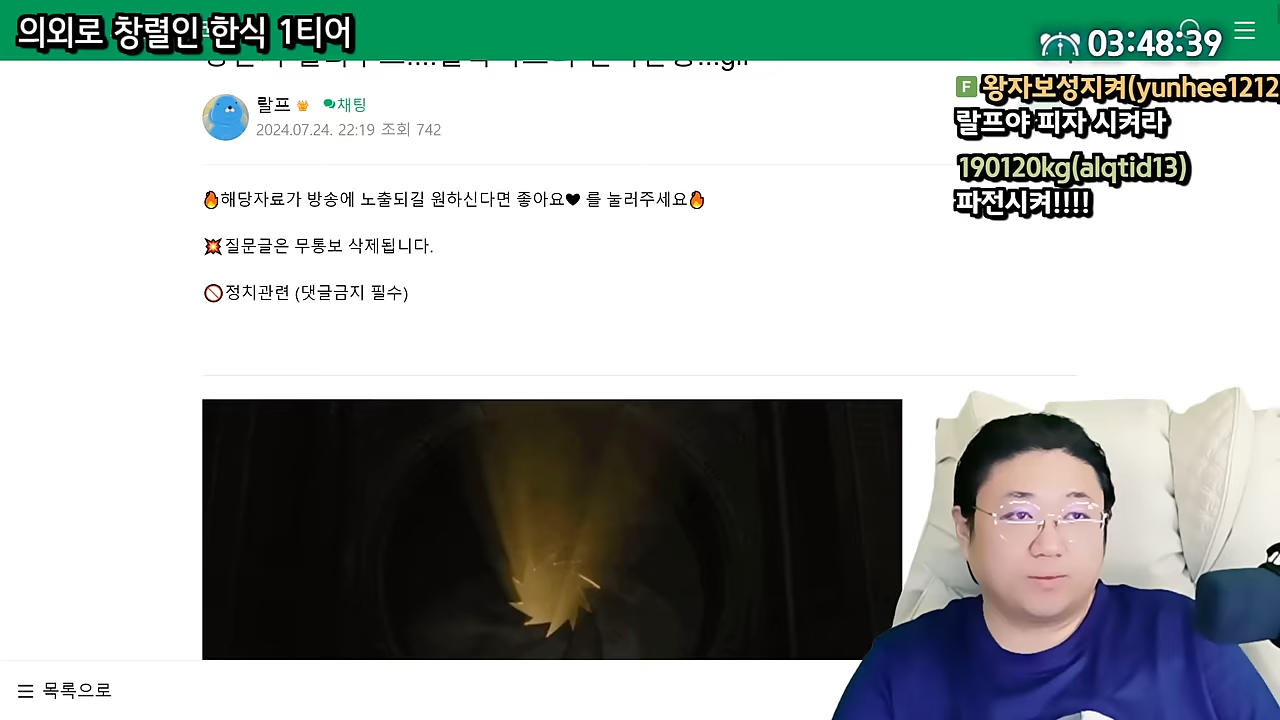 의외로 창렬인 한식 1티어
03:48:39
랄프
채팅
2024.07.24. 22:19 조회 742
F 왕자보성지켜(yunhee1212
랄프야 피자 시켜라
190120kg(alqtid13)
파전시켜!!!!
🔥해당자료가 방송에 노출되길 원하신다면 좋아요🖤 를 눌러주세요🔥
💥질문글은 무통보 삭제됩니다.
🚫정치관련 (댓글금지 필수)
목록으로